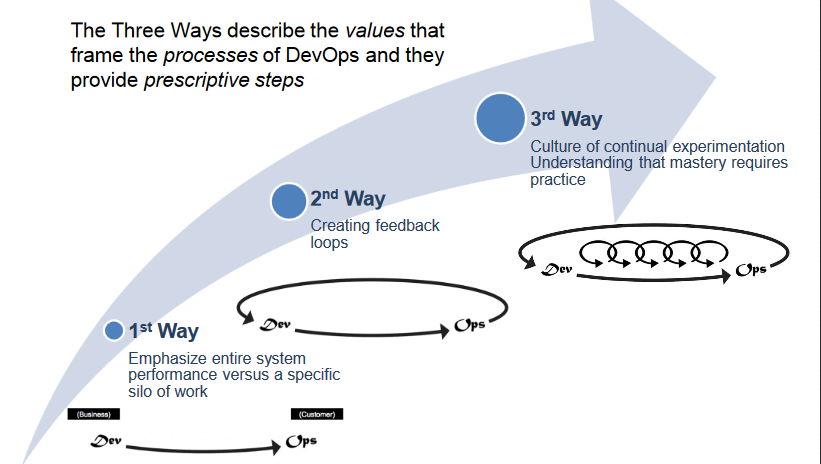 The Three Ways describe the values that
frame the processes of DevOps and they
provide prescriptive steps
3rd Way
Culture of continual experimentation
Understanding that mastery requires
practice
2nd Way
Creating feedback
loops
Dev
Ops
Dev
Ops
1st Way
Emphasize entire system
performance versus a specific
silo of work
(Business)
(Customer)
Dev
Ops